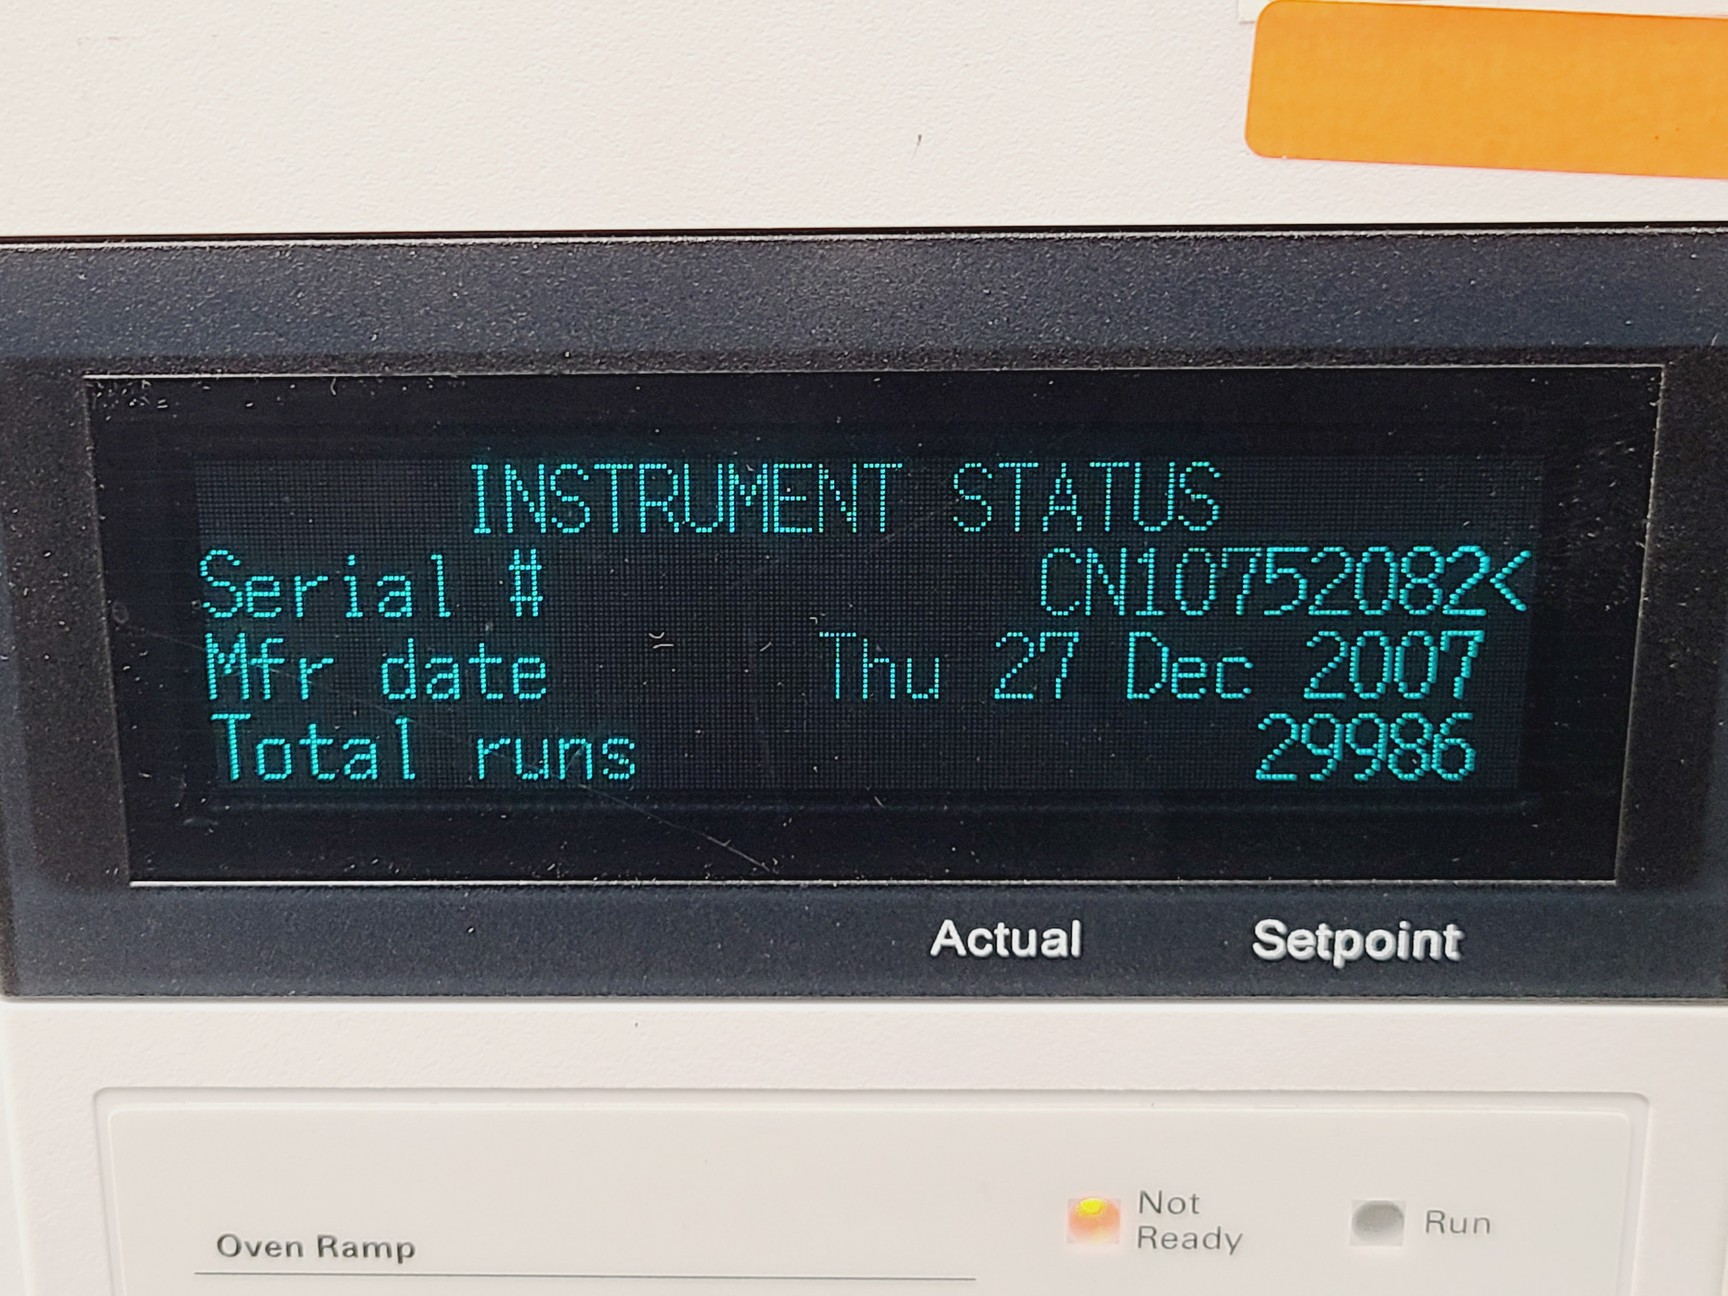 INSTRUMENT STATUS
Serial # CN10752082<
Mfr date Thu 27 Dec 2007
Total runs 29986
Actual Setpoint
Not Ready
Run
Oven Ramp